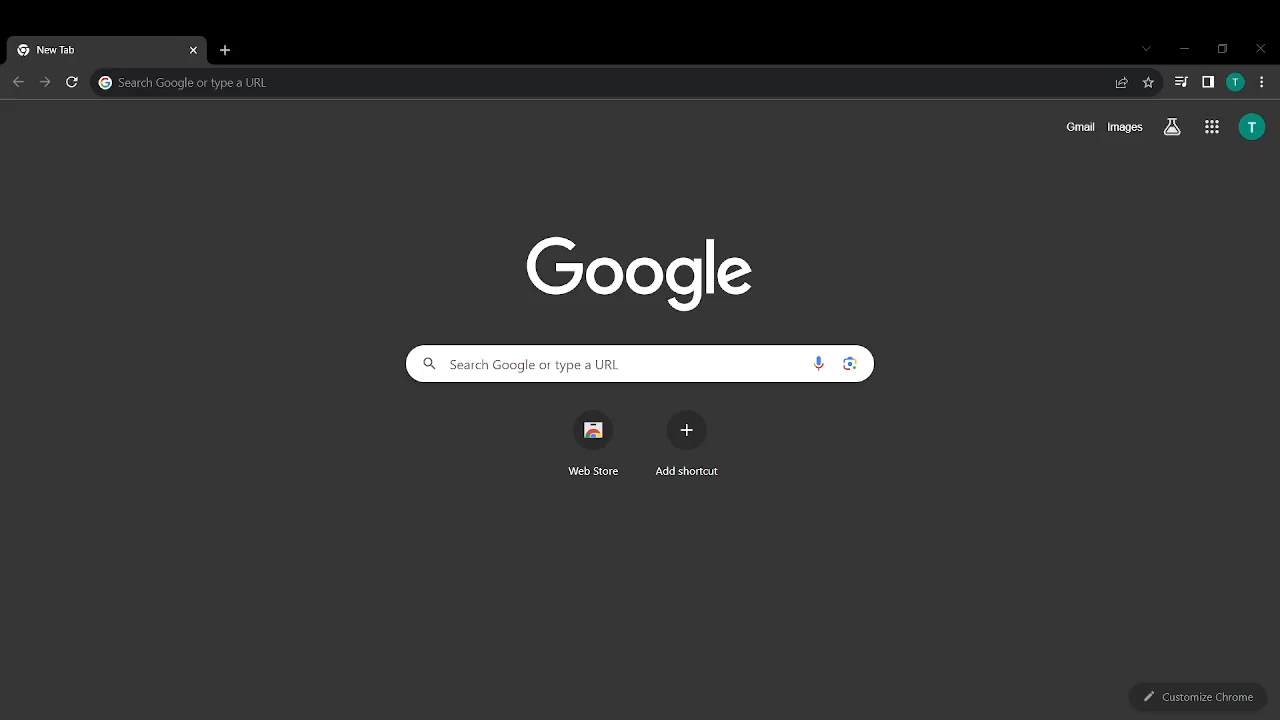 New Tab
Search Google or type a URL
T
Gmail Images
T
Google
Search Google or type a URL
Web Store Add shortcut
Customize Chrome